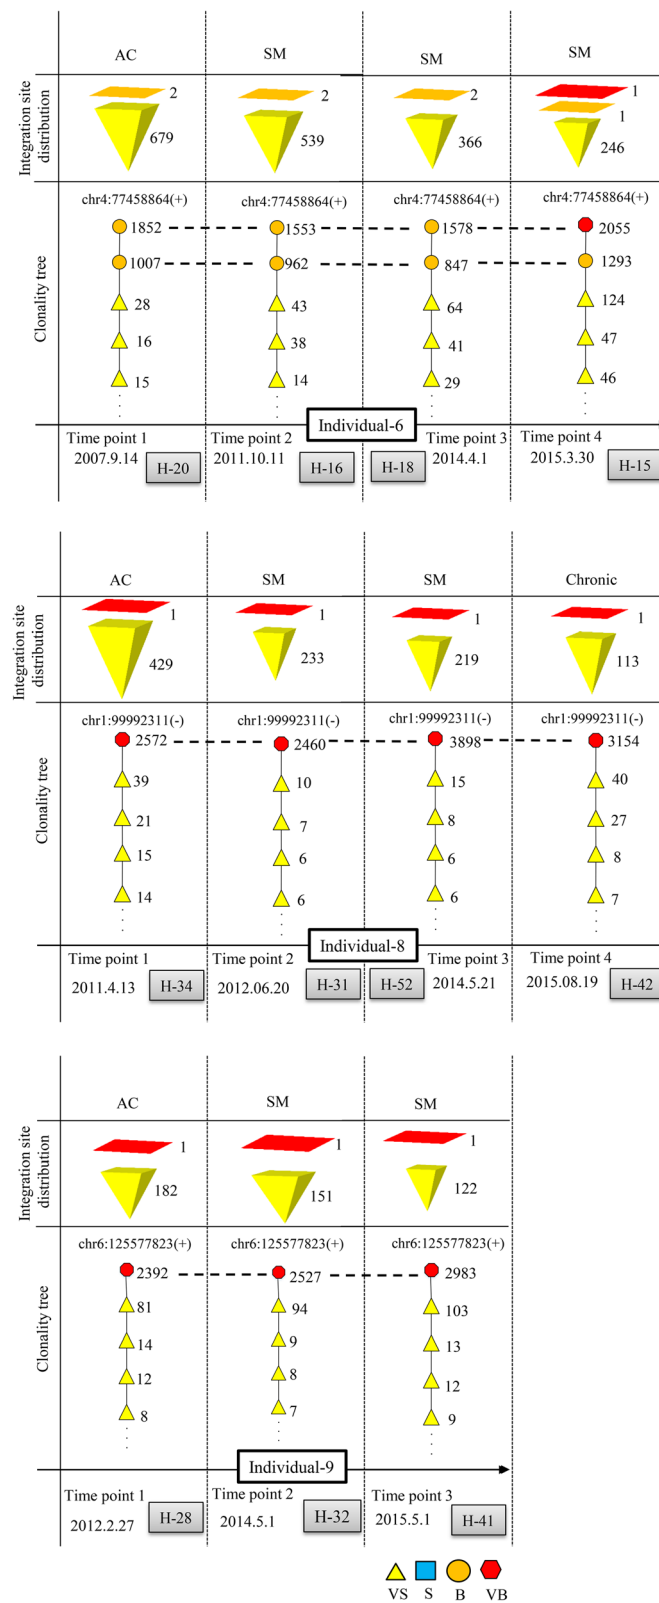 AC SM SM SM
Integration site distribution
2 2 2 1
1
679 539 366 246
Clonality tree
chr4:77458864(+) chr4:77458864(+) chr4:77458864(+) chr4:77458864(+)
1852 1553 1578 2055
1007 962 847 1293
28 43 64 124
16 38 41 47
15 14 29 46
Individual-6
Time point 1 Time point 2 Time point 3 Time point 4
2007.9.14 H-20 2011.10.11 H-16 H-18 2014.4.1 2015.3.30 H-15
AC SM SM Chronic
Integration site distribution
1 1 1 1
429 233 219 113
Clonality tree
chr1:99992311(-) chr1:99992311(-) chr1:99992311(-) chr1:99992311(-)
2572 2460 3898 3154
39 10 15 40
21 7 8 27
15 6 6 8
14 6 6 7
Individual-8
Time point 1 Time point 2 Time point 3 Time point 4
2011.4.13 H-34 2012.06.20 H-31 H-52 2014.5.21 2015.08.19 H-42
AC SM SM
Integration site distribution
1 1 1
182 151 122
Clonality tree
chr6:125577823(+) chr6:125577823(+) chr6:125577823(+)
2392 2527 2983
81 94 103
14 9 13
12 8 12
8 7 9
Individual-9
Time point 1 Time point 2 Time point 3
2012.2.27 H-28 2014.5.1 H-32 2015.5.1 H-41
VS S B VB